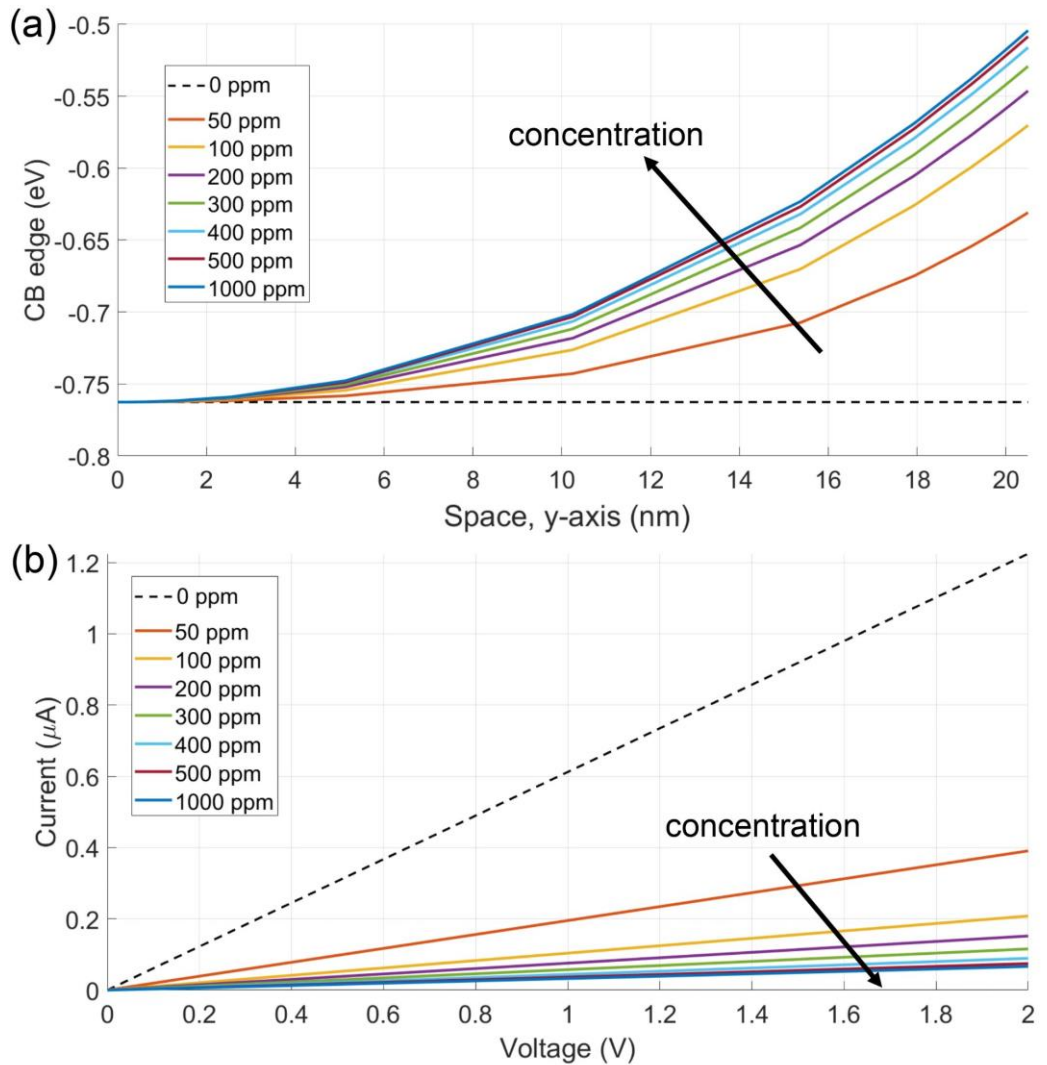 (a)
-0.5
-0.55
-0.6
-0.65
-0.7
-0.75
-0.8
CB edge (eV)
0 ppm
50 ppm
100 ppm
200 ppm
300 ppm
400 ppm
500 ppm
1000 ppm
concentration
0 2 4 6 8 10 12 14 16 18 20
Space, y-axis (nm)
(b)
1.2
1
0.8
0.6
0.4
0.2
0
Current (μA)
0 ppm
50 ppm
100 ppm
200 ppm
300 ppm
400 ppm
500 ppm
1000 ppm
concentration
0 0.2 0.4 0.6 0.8 1 1.2 1.4 1.6 1.8 2
Voltage (V)